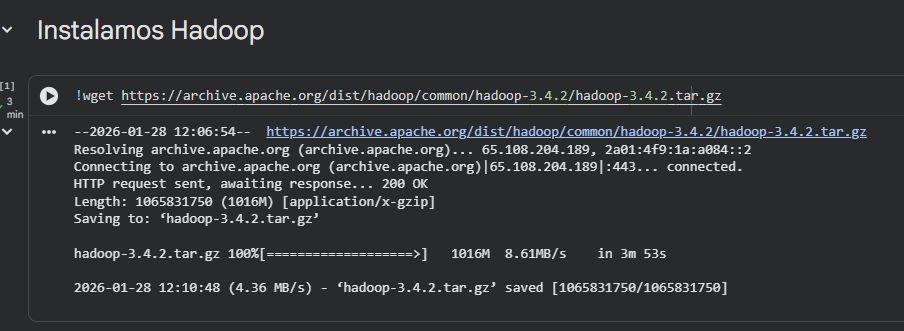 Instalamos Hadoop
[1]
3
min
!wget https://archive.apache.org/dist/hadoop/common/hadoop-3.4.2/hadoop-3.4.2.tar.gz
--2026-01-28 12:06:54--  https://archive.apache.org/dist/hadoop/common/hadoop-3.4.2/hadoop-3.4.2.tar.gz
Resolving archive.apache.org (archive.apache.org)... 65.108.204.189, 2a01:4f9:1a:a084::2
Connecting to archive.apache.org (archive.apache.org)|65.108.204.189|:443... connected.
HTTP request sent, awaiting response... 200 OK
Length: 1065831750 (1016M) [application/x-gzip]
Saving to: ‘hadoop-3.4.2.tar.gz’
hadoop-3.4.2.tar.gz 100%[===================>]   1016M  8.61MB/s    in 3m 53s
2026-01-28 12:10:48 (4.36 MB/s) - ‘hadoop-3.4.2.tar.gz’ saved [1065831750/1065831750]